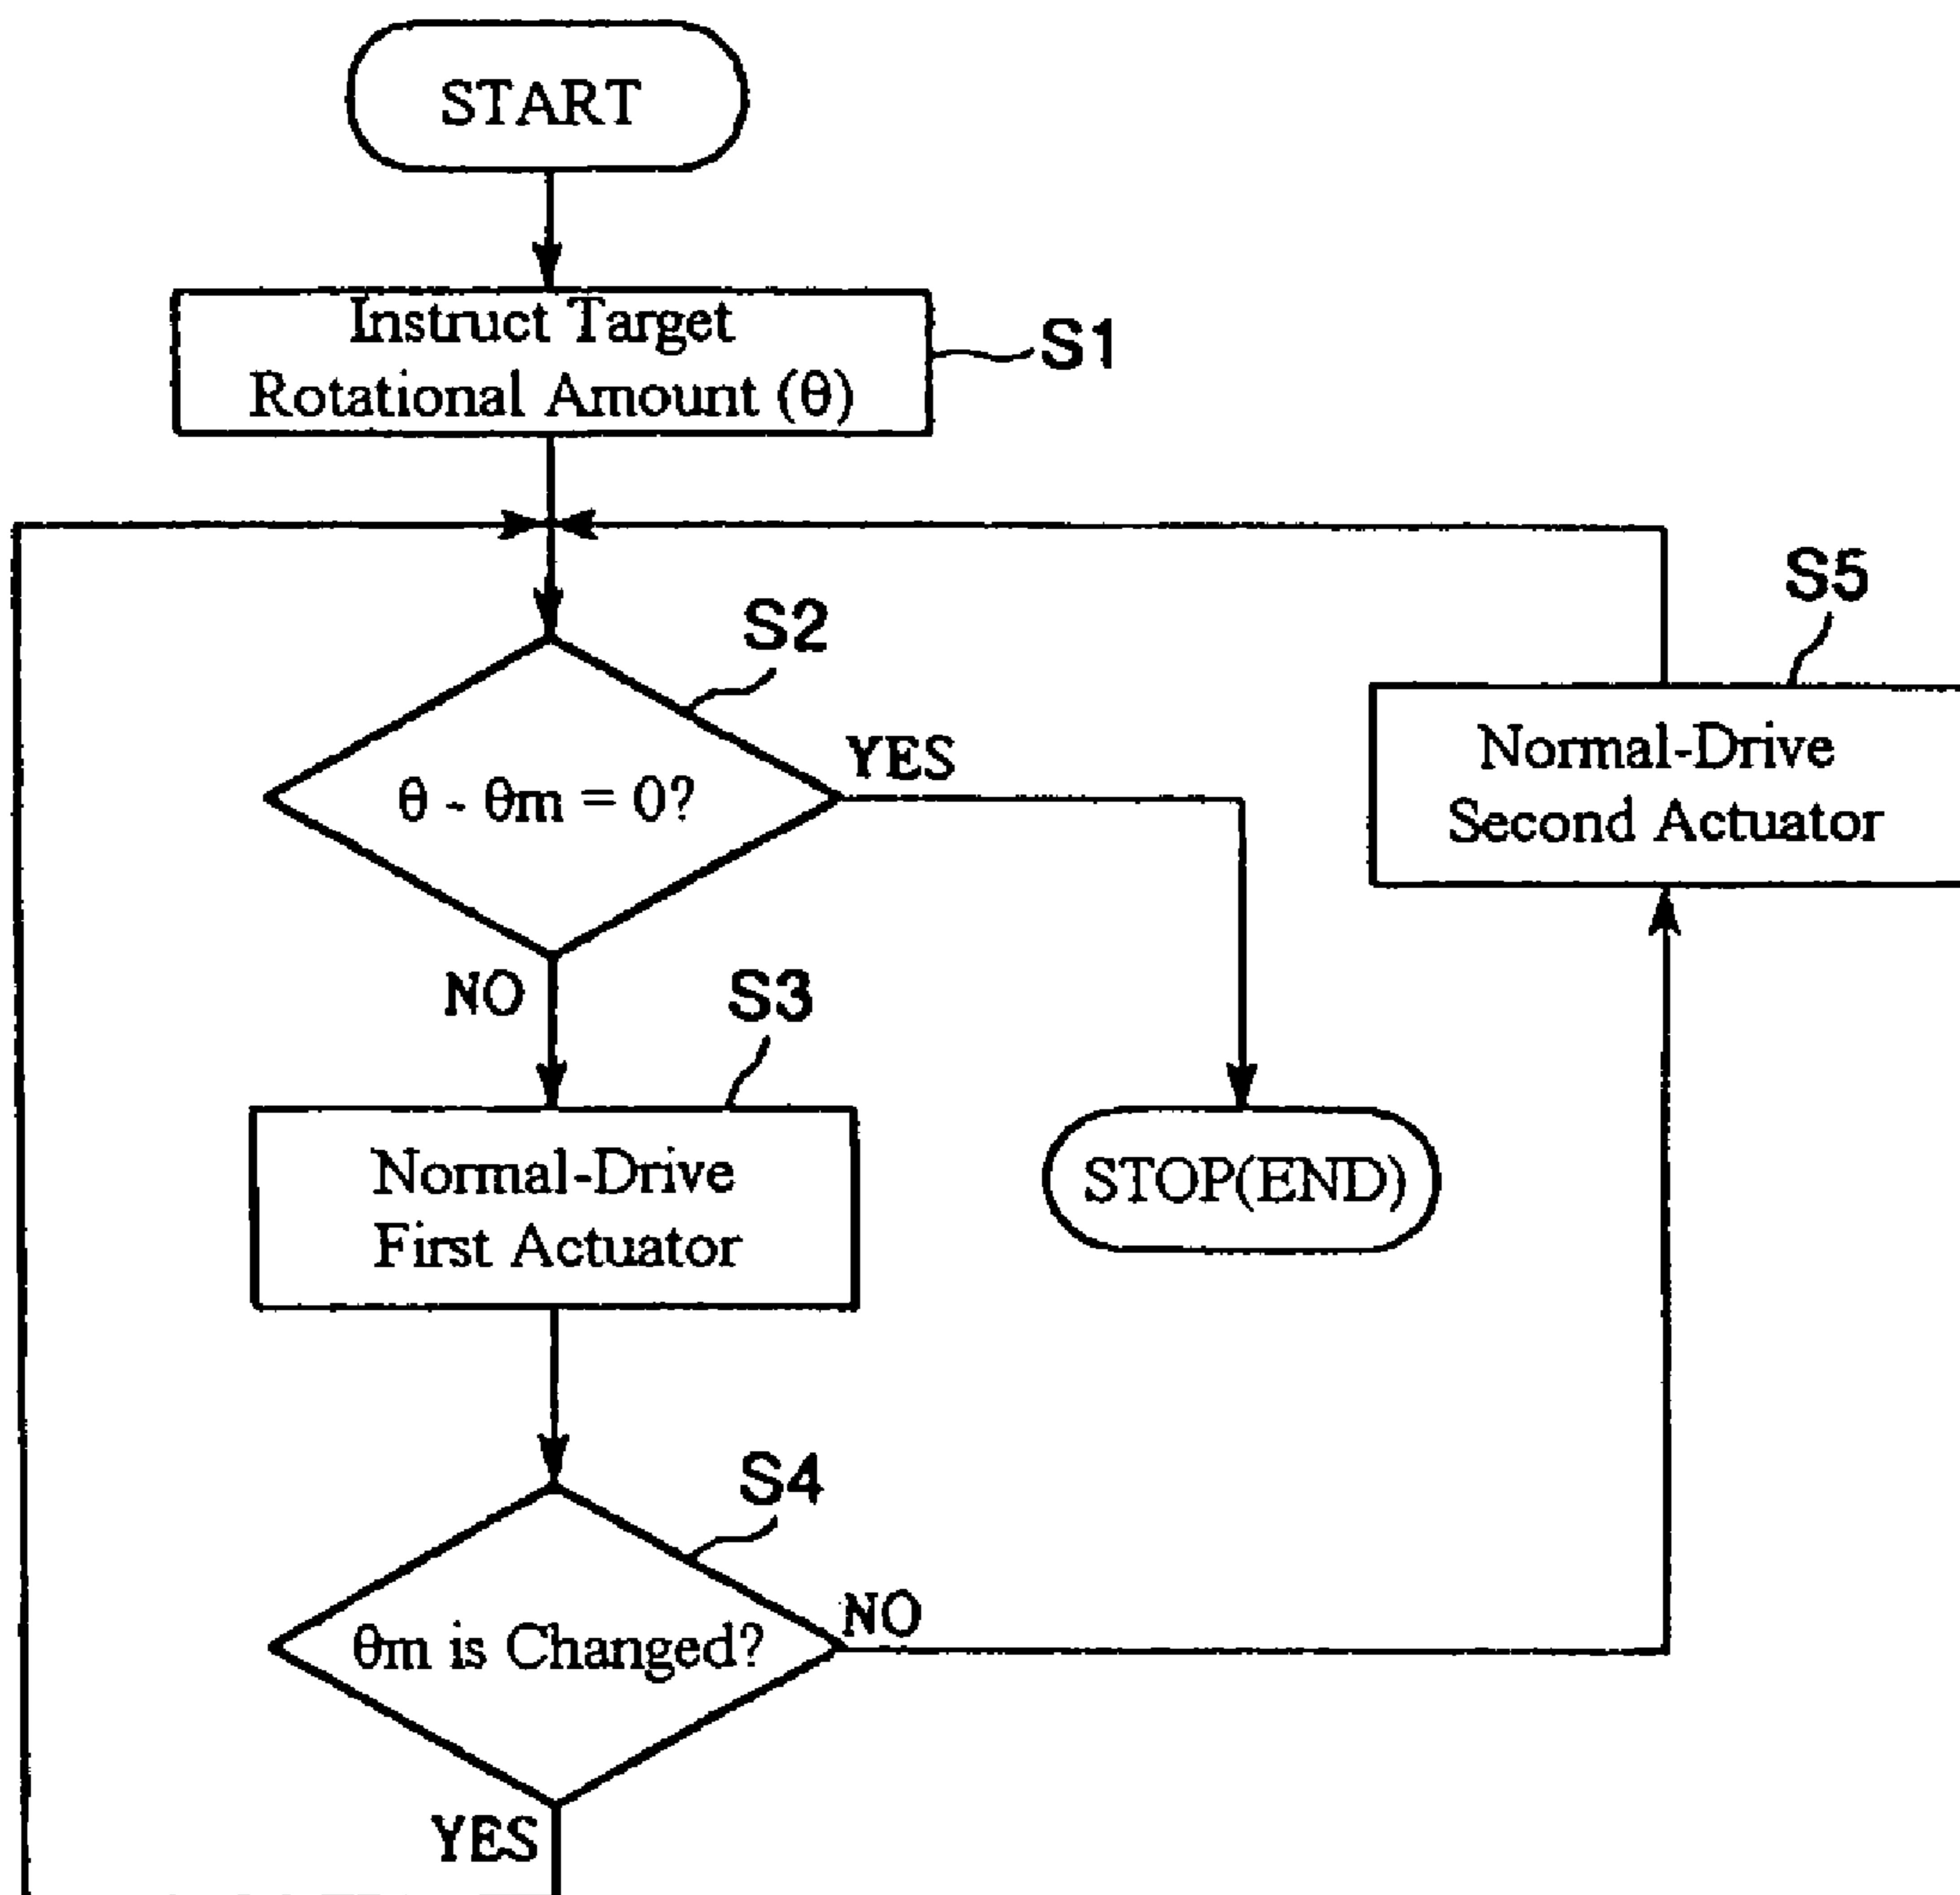 START
Instruct Target
Rotational Amount (θ)
S1
S2
S5
θ - θm = 0?
YES
Normal-Drive
Second Actuator
NO
S3
Normal-Drive
First Actuator
STOP(END)
S4
θm is Changed?
NO
YES